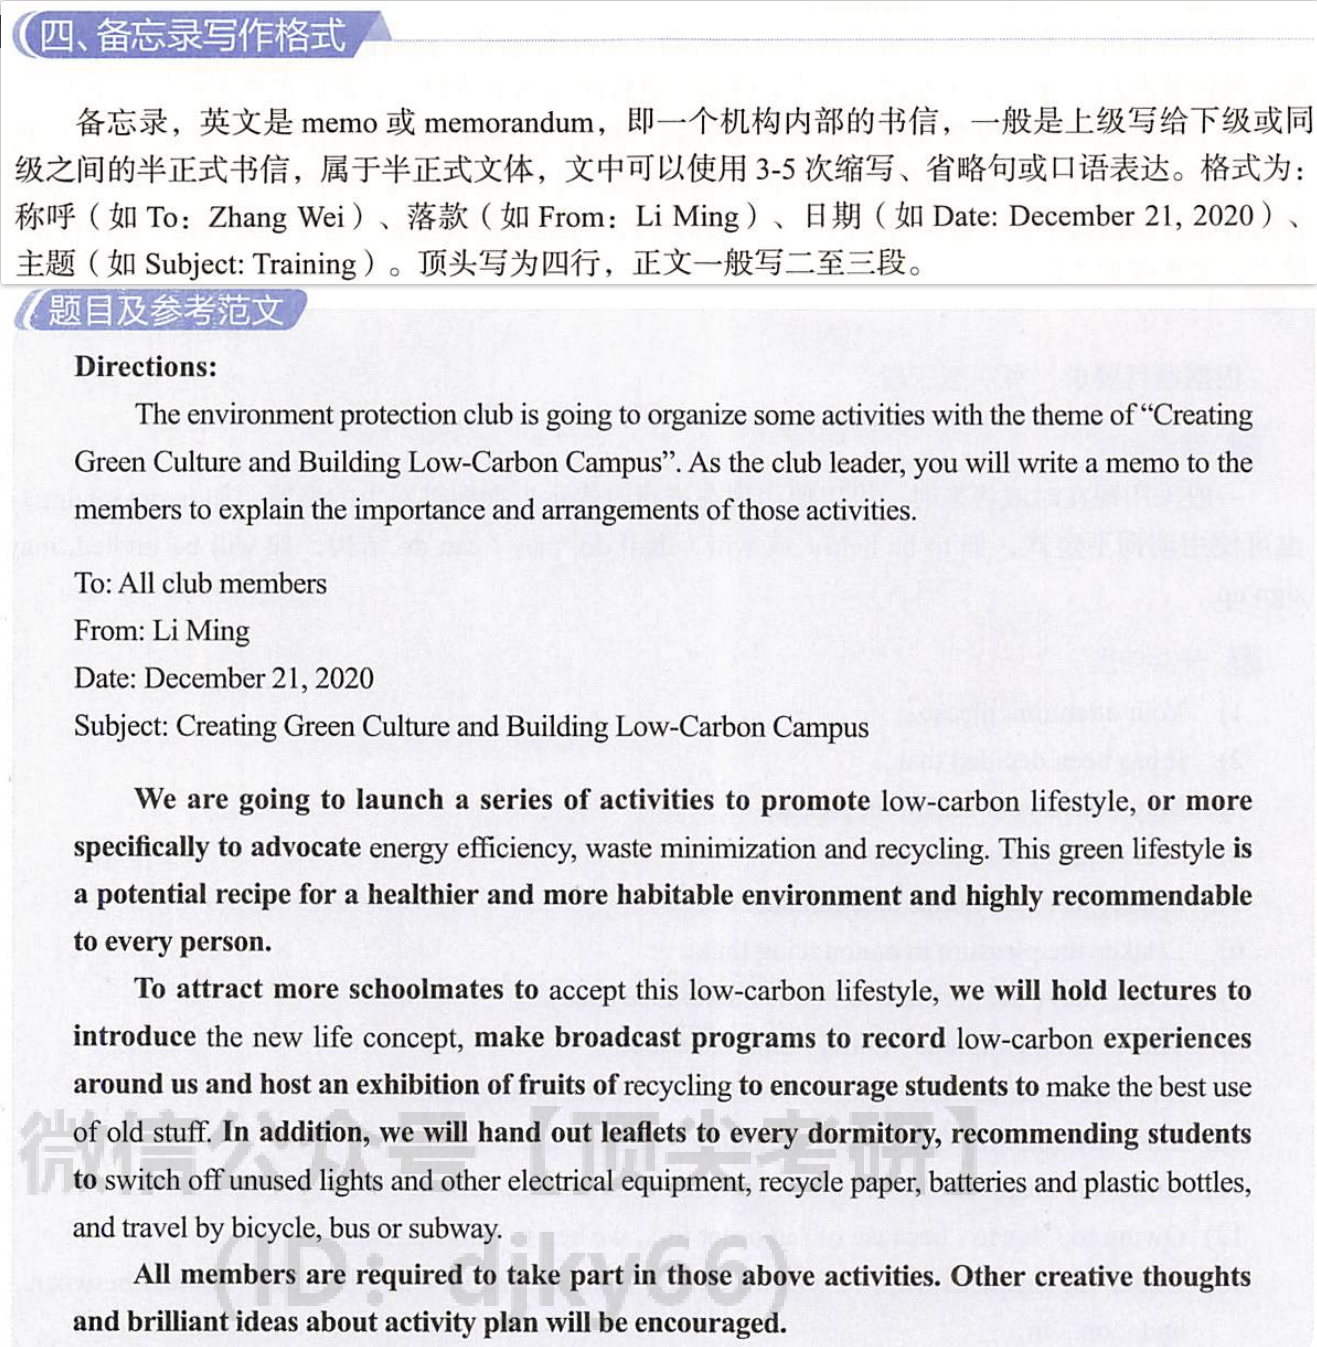 四、备忘录写作格式
备忘录，英文是 memo 或 memorandum，即一个机构内部的书信，一般是上级写给下级或同
级之间的半正式书信，属于半正式文体，文中可以使用 3-5 次缩写、省略句或口语表达。格式为：
称呼（如 To：Zhang Wei）、落款（如 From：Li Ming）、日期（如 Date: December 21, 2020）、
主题（如 Subject: Training）。顶头写为四行，正文一般写二至三段。
题目及参考范文
Directions:
The environment protection club is going to organize some activities with the theme of “Creating
Green Culture and Building Low-Carbon Campus”. As the club leader, you will write a memo to the
members to explain the importance and arrangements of those activities.
To: All club members
From: Li Ming
Date: December 21, 2020
Subject: Creating Green Culture and Building Low-Carbon Campus
We are going to launch a series of activities to promote low-carbon lifestyle, or more
specifically to advocate energy efficiency, waste minimization and recycling. This green lifestyle is
a potential recipe for a healthier and more habitable environment and highly recommendable
to every person.
To attract more schoolmates to accept this low-carbon lifestyle, we will hold lectures to
introduce the new life concept, make broadcast programs to record low-carbon experiences
around us and host an exhibition of fruits of recycling to encourage students to make the best use
of old stuff. In addition, we will hand out leaflets to every dormitory, recommending students
to switch off unused lights and other electrical equipment, recycle paper, batteries and plastic bottles,
and travel by bicycle, bus or subway.
All members are required to take part in those above activities. Other creative thoughts
and brilliant ideas about activity plan will be encouraged.
微信公众号【顶尖考研】
(ID：djky66)